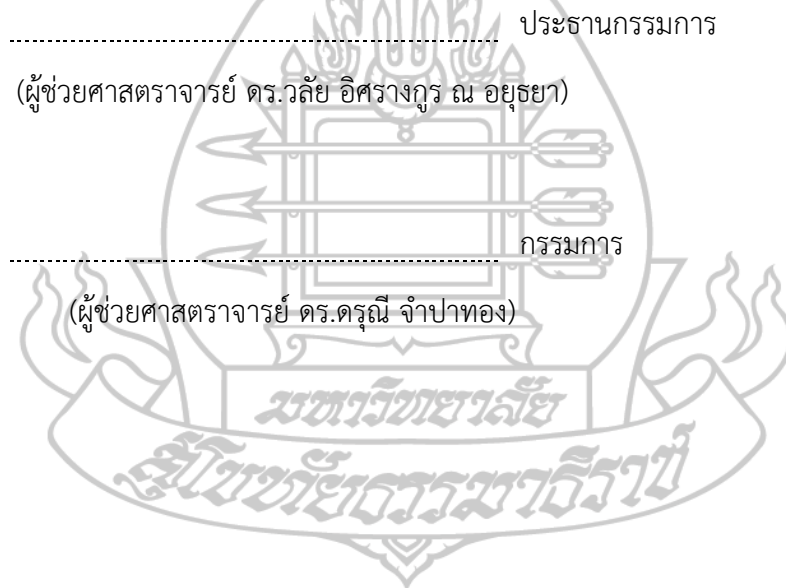 ประธานกรรมการ
(ผู้ช่วยศาสตราจารย์ ดร.วลัย อิศรางกูร ณ อยุธยา)
กรรมการ
(ผู้ช่วยศาสตราจารย์ ดร.ดรุณี จำปาทอง)
มหาวิทยาลัย
สุโขทัยธรรมาธิราช